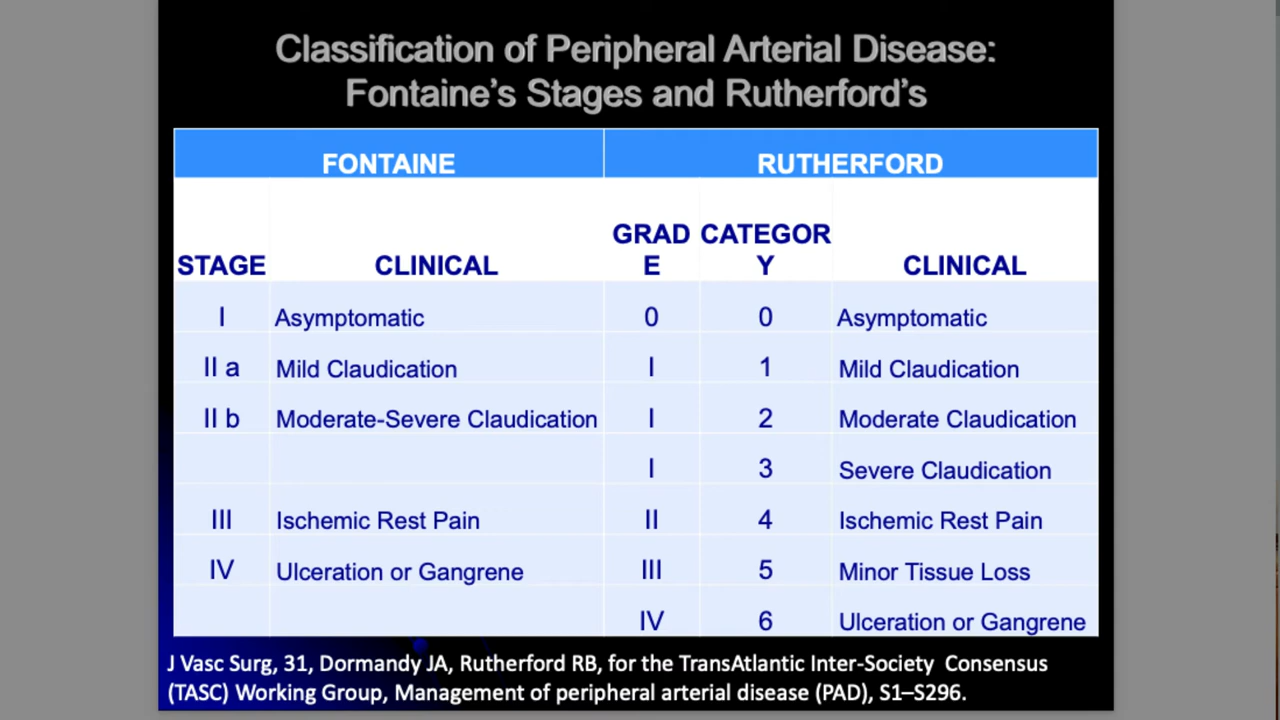 Classification of Peripheral Arterial Disease:
Fontaine's Stages and Rutherford's
FONTAINE RUTHERFORD
STAGE CLINICAL GRAD
E CATEGOR
Y CLINICAL
I Asymptomatic 0 0 Asymptomatic
II a Mild Claudication I 1 Mild Claudication
II b Moderate-Severe Claudication I 2 Moderate Claudication
I 3 Severe Claudication
III Ischemic Rest Pain II 4 Ischemic Rest Pain
IV Ulceration or Gangrene III 5 Minor Tissue Loss
IV 6 Ulceration or Gangrene
J Vasc Surg, 31, Dormandy JA, Rutherford RB, for the TransAtlantic Inter-Society Consensus
(TASC) Working Group, Management of peripheral arterial disease (PAD), S1–S296.